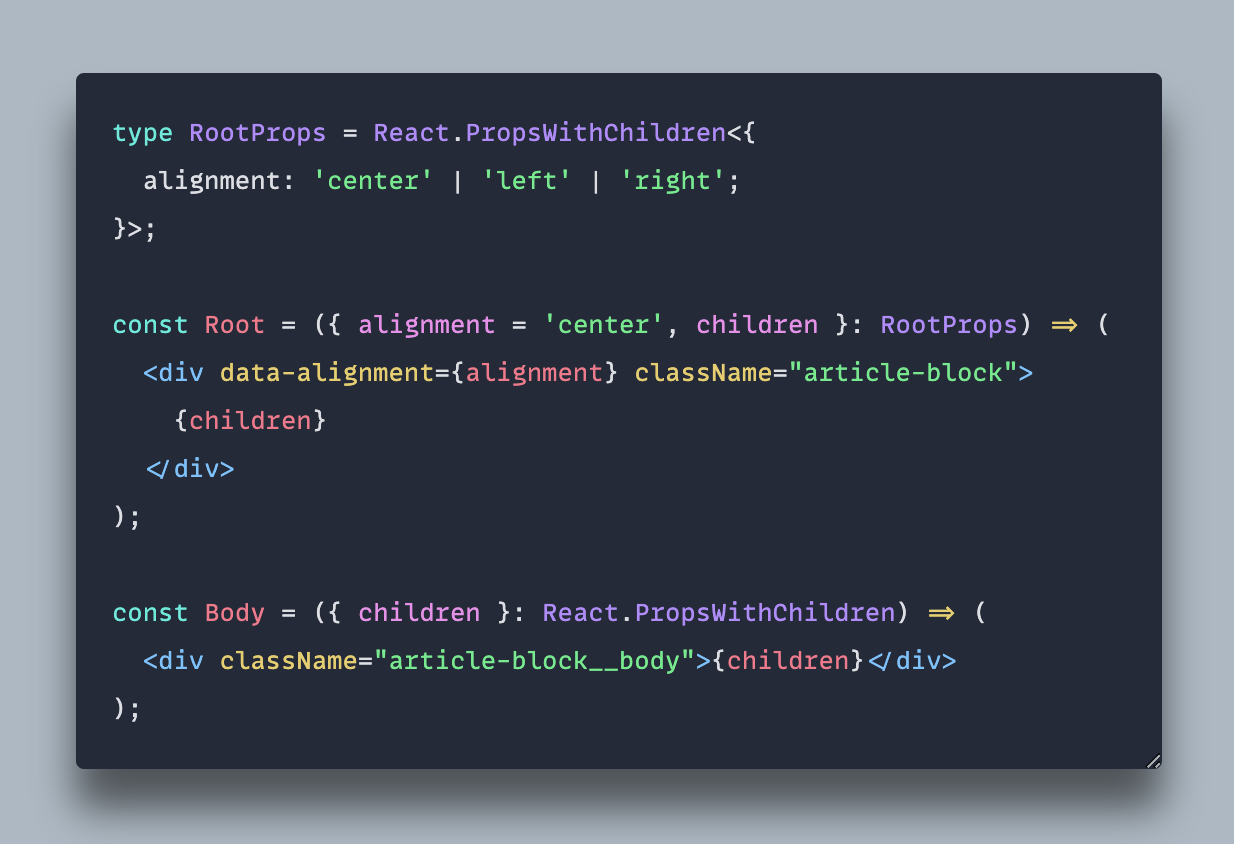 type RootProps = React.PropsWithChildren<{
  alignment: 'center' | 'left' | 'right';
}>;

const Root = ({ alignment = 'center', children }: RootProps) => (
  <div data-alignment={alignment} className="article-block">
    {children}
  </div>
);

const Body = ({ children }: React.PropsWithChildren) => (
  <div className="article-block__body">{children}</div>
);